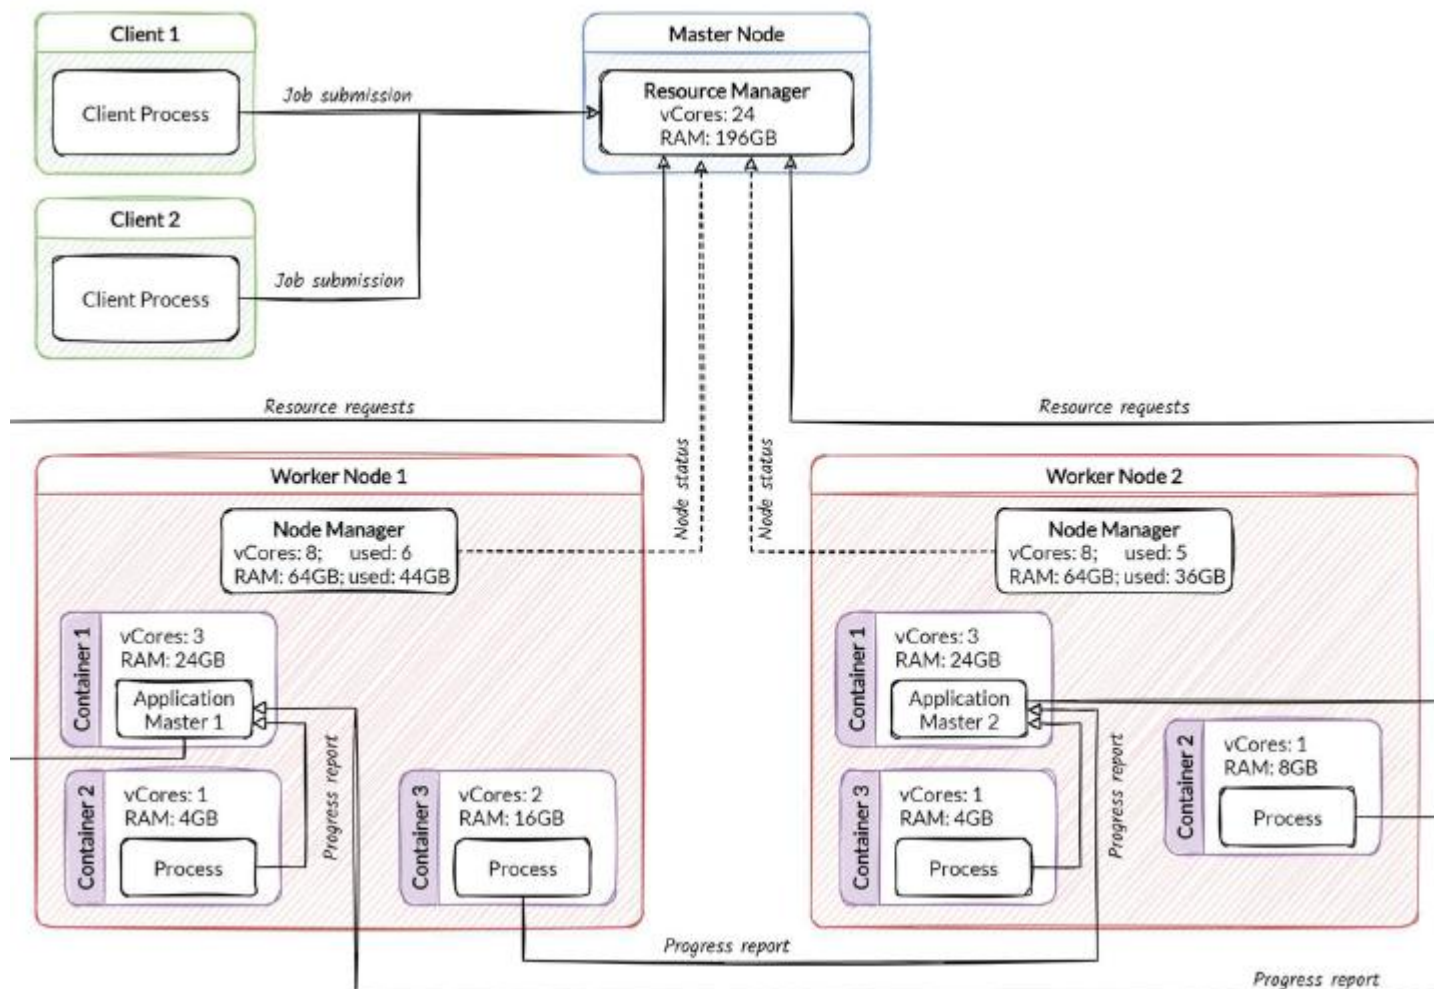 Client 1
Client Process
Job submission
Master Node
Resource Manager
vCores: 24
RAM: 196GB
Client 2
Client Process
Job submission
Resource requests
Resource requests
Node status
Node status
Worker Node 1
Node Manager
vCores: 8; used: 6
RAM: 64GB; used: 44GB
Container 1
vCores: 3
RAM: 24GB
Application
Master 1
Progress report
Container 2
vCores: 1
RAM: 4GB
Process
Container 3
vCores: 2
RAM: 16GB
Process
Worker Node 2
Node Manager
vCores: 8; used: 5
RAM: 64GB; used: 36GB
Container 1
vCores: 3
RAM: 24GB
Application
Master 2
Progress report
Container 2
vCores: 1
RAM: 8GB
Process
Container 3
vCores: 1
RAM: 4GB
Process
Progress report
Progress report